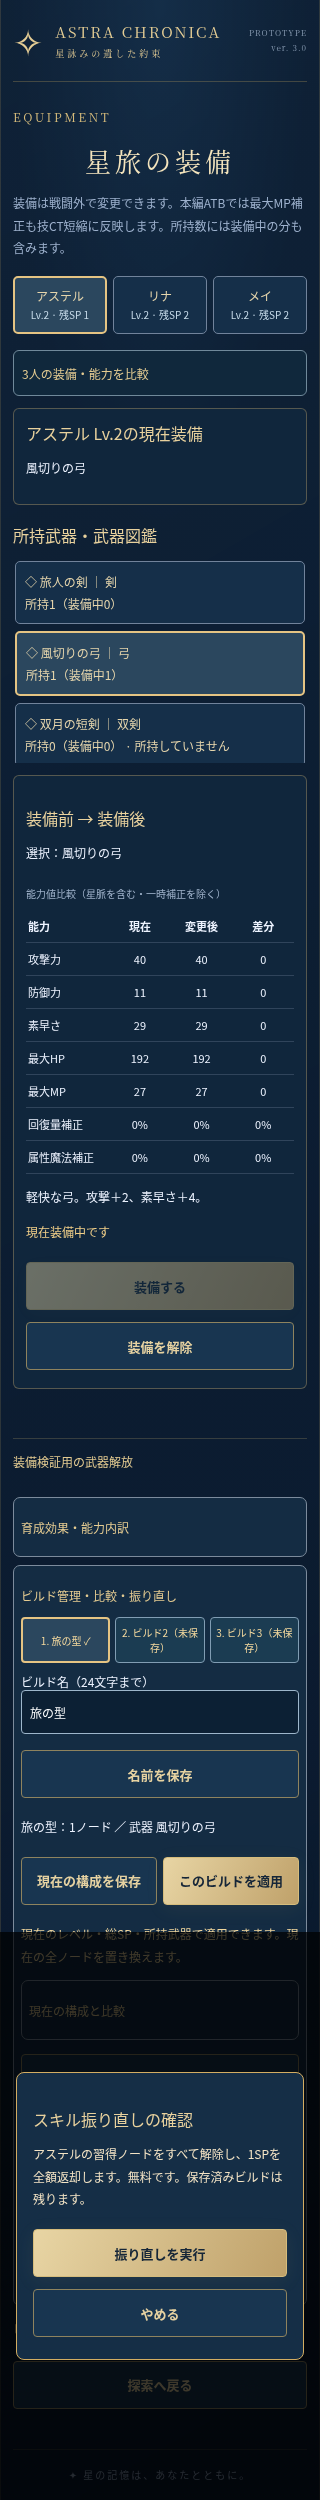 ASTRA CHRONICA
星詠みの遺した約束
PROTOTYPE
ver. 3.0
EQUIPMENT
星旅の装備
装備は戦闘外で変更できます。本編ATBでは最大MP補
正も技CT短縮に反映します。所持数には装備中の分も
含みます。
アステル
Lv.2 · 残SP 1
リナ
Lv.2 · 残SP 2
メイ
Lv.2 · 残SP 2
3人の装備・能力を比較
アステル Lv.2の現在装備
風切りの弓
所持武器・武器図鑑
◇ 旅人の剣 ｜ 剣
所持1（装備中0）
◇ 風切りの弓 ｜ 弓
所持1（装備中1）
◇ 双月の短剣 ｜ 双剣
所持0（装備中0） · 所持していません
装備前 → 装備後
選択：風切りの弓
能力値比較（星脈を含む・一時補正を除く）
能力 現在 変更後 差分
攻撃力 40 40 0
防御力 11 11 0
素早さ 29 29 0
最大HP 192 192 0
最大MP 27 27 0
回復量補正 0% 0% 0%
属性魔法補正 0% 0% 0%
軽快な弓。攻撃＋2、素早さ＋4。
現在装備中です
装備する
装備を解除
装備検証用の武器解放
育成効果・能力内訳
ビルド管理・比較・振り直し
1. 旅の型 ✓
2. ビルド2（未保
存）
3. ビルド3（未保
存）
ビルド名（24文字まで）
旅の型
名前を保存
旅の型：1ノード ／ 武器 風切りの弓
現在の構成を保存
このビルドを適用
現在のレベル・総SP・所持武器で適用できます。現
在の全ノードを置き換えます。
現在の構成と比較
スキル振り直しの確認
アステルの習得ノードをすべて解除し、1SPを
全額返却します。無料です。保存済みビルドは
残ります。
振り直しを実行
やめる
探索へ戻る
✦ 星の記憶は、あなたとともに。